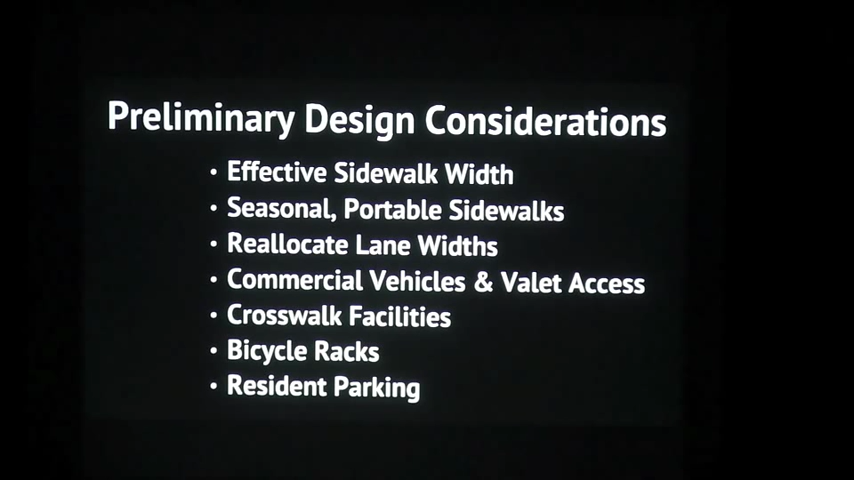 Preliminary Design Considerations
• Effective Sidewalk Width
• Seasonal, Portable Sidewalks
• Reallocate Lane Widths
• Commercial Vehicles & Valet Access
• Crosswalk Facilities
• Bicycle Racks
• Resident Parking